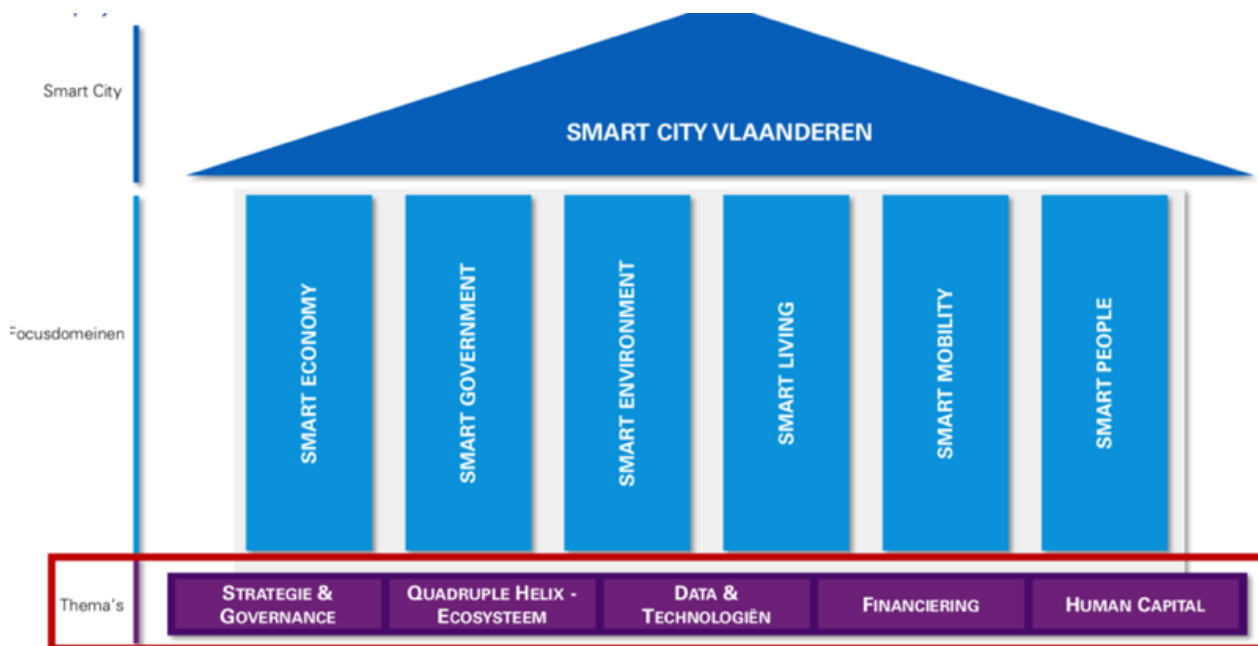 Smart City
SMART CITY VLAANDEREN
Focusdomeinen
SMART ECONOMY
SMART GOVERNMENT
SMART ENVIRONMENT
SMART LIVING
SMART MOBILITY
SMART PEOPLE
Thema's
STRATEGIE &
GOVERNANCE
QUADRUPLE HELIX -
ECOSYSTEEM
DATA &
TECHNOLOGIËN
FINANCIERING
HUMAN CAPITAL